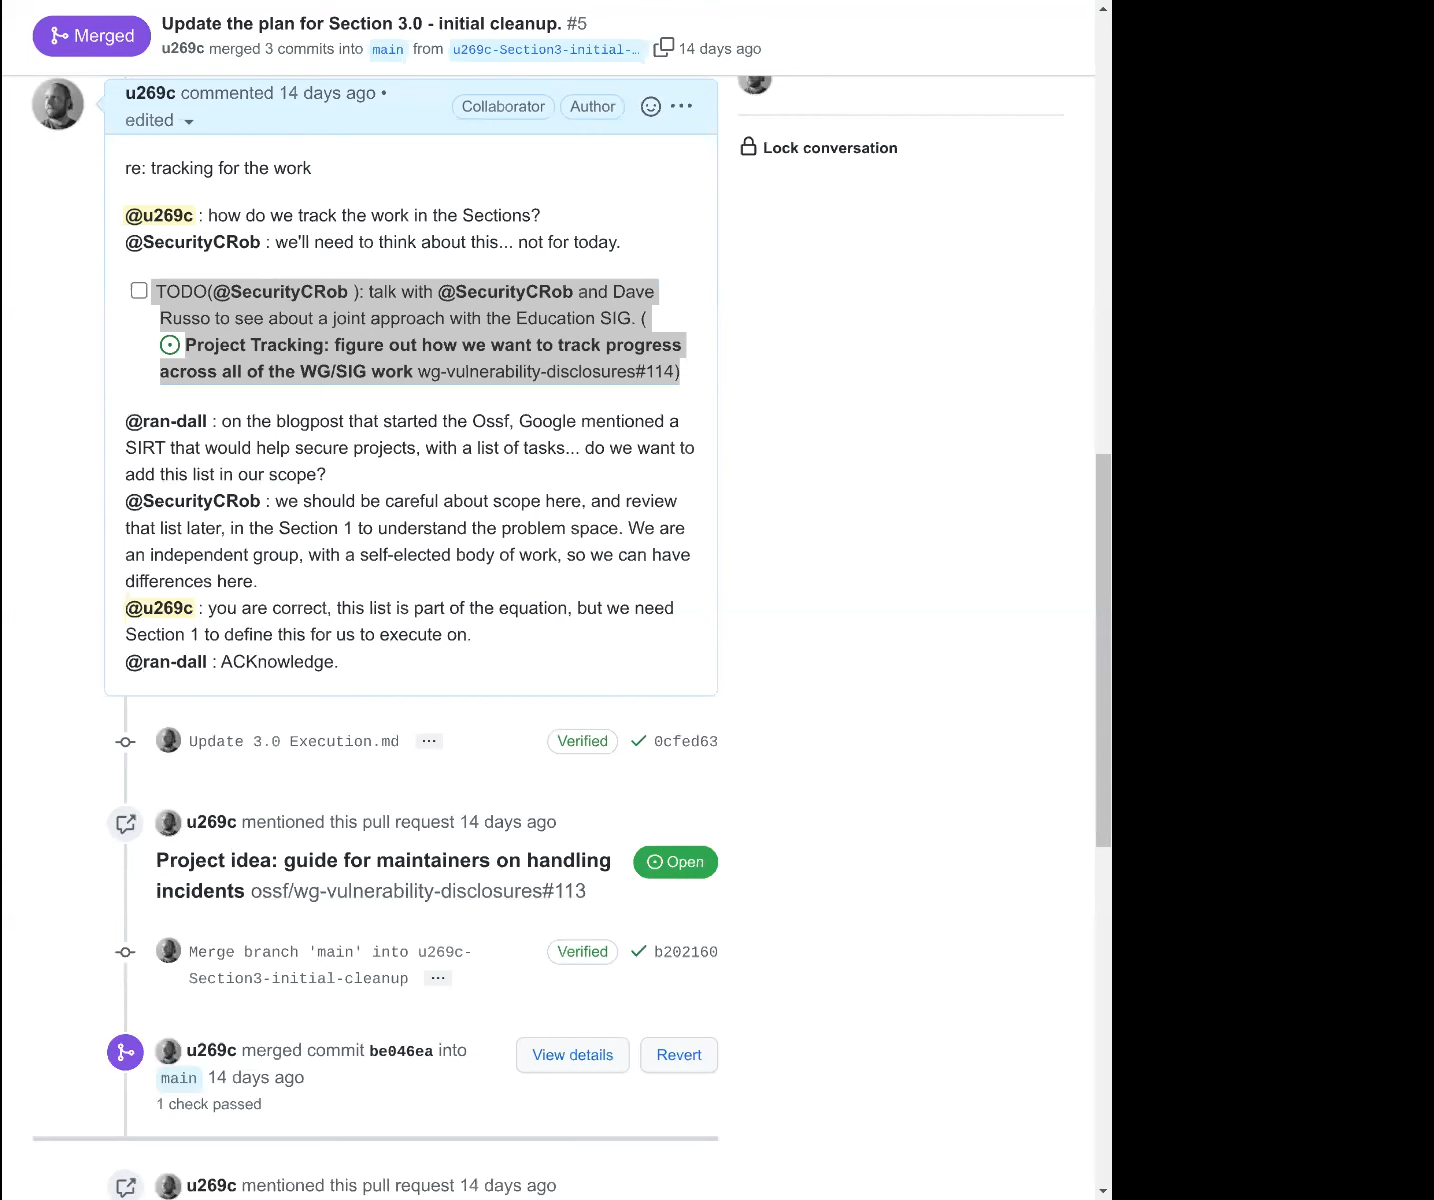 Merged
Update the plan for Section 3.0 - initial cleanup. #5
u269c merged 3 commits into main from u269c-Section3-initial-… 14 days ago
u269c commented 14 days ago •
edited
Collaborator
Author
Lock conversation
re: tracking for the work
@u269c : how do we track the work in the Sections?
@SecurityCRob : we'll need to think about this... not for today.
TODO(@SecurityCRob ): talk with @SecurityCRob and Dave
Russo to see about a joint approach with the Education SIG. (
Project Tracking: figure out how we want to track progress
across all of the WG/SIG work wg-vulnerability-disclosures#114)
@ran-dall : on the blogpost that started the Ossf, Google mentioned a
SIRT that would help secure projects, with a list of tasks... do we want to
add this list in our scope?
@SecurityCRob : we should be careful about scope here, and review
that list later, in the Section 1 to understand the problem space. We are
an independent group, with a self-elected body of work, so we can have
differences here.
@u269c : you are correct, this list is part of the equation, but we need
Section 1 to define this for us to execute on.
@ran-dall : ACKnowledge.
Update 3.0 Execution.md ... Verified 0cfed63
u269c mentioned this pull request 14 days ago
Project idea: guide for maintainers on handling
incidents ossf/wg-vulnerability-disclosures#113
Open
Merge branch 'main' into u269c-
Section3-initial-cleanup ...
Verified b202160
u269c merged commit be046ea into
main 14 days ago
1 check passed
View details
Revert
u269c mentioned this pull request 14 days ago